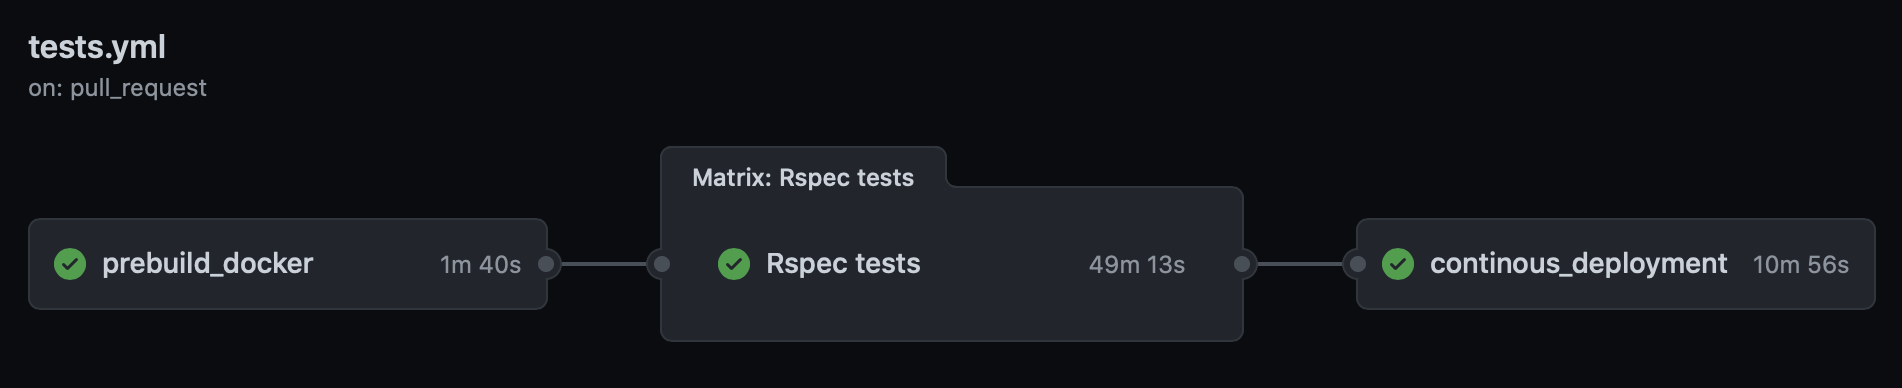 tests.yml
on: pull_request
Matrix: Rspec tests
prebuild_docker 1m 40s
Rspec tests 49m 13s
continous_deployment 10m 56s